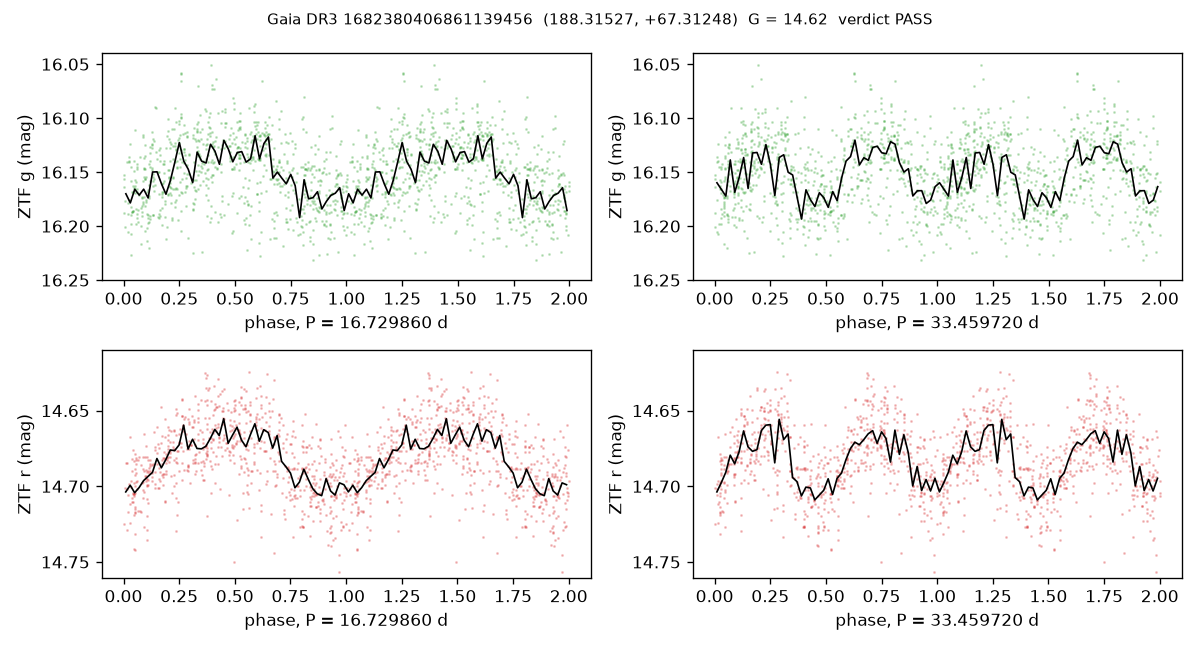 Gaia DR3 1682380406861139456 (188.31527, +67.31248) G = 14.62 verdict PASS
ZTF g (mag)
16.05
16.10
16.15
16.20
16.25
0.00 0.25 0.50 0.75 1.00 1.25 1.50 1.75 2.00
phase, P = 16.729860 d
ZTF g (mag)
16.05
16.10
16.15
16.20
16.25
0.00 0.25 0.50 0.75 1.00 1.25 1.50 1.75 2.00
phase, P = 33.459720 d
ZTF r (mag)
14.65
14.70
14.75
0.00 0.25 0.50 0.75 1.00 1.25 1.50 1.75 2.00
phase, P = 16.729860 d
ZTF r (mag)
14.65
14.70
14.75
0.00 0.25 0.50 0.75 1.00 1.25 1.50 1.75 2.00
phase, P = 33.459720 d